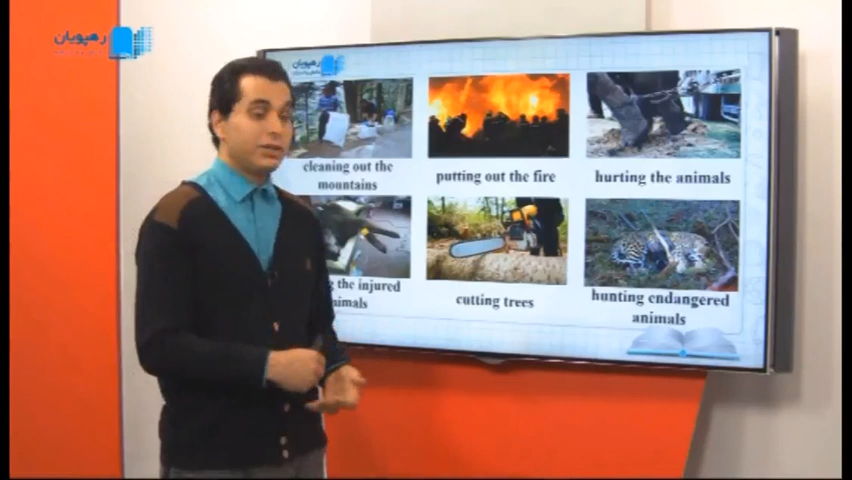 رهپویان
رهپویان
cleaning out the
mountains
putting out the fire
hurting the animals
the injured
cutting trees
hunting endangered
animals